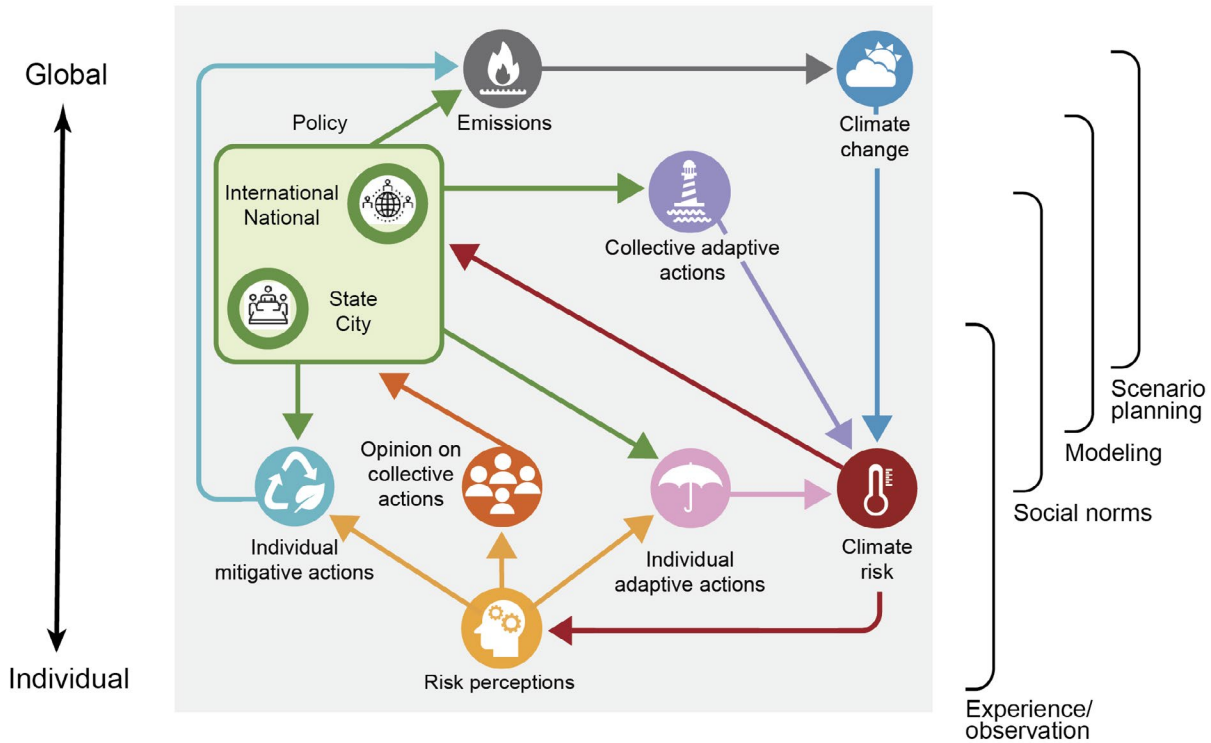 Global
Individual
Policy
International
National
State
City
Emissions
Climate
change
Collective adaptive
actions
Opinion on
collective
actions
Individual
mitigative actions
Individual
adaptive actions
Climate
risk
Risk perceptions
Scenario
planning
Modeling
Social norms
Experience/
observation